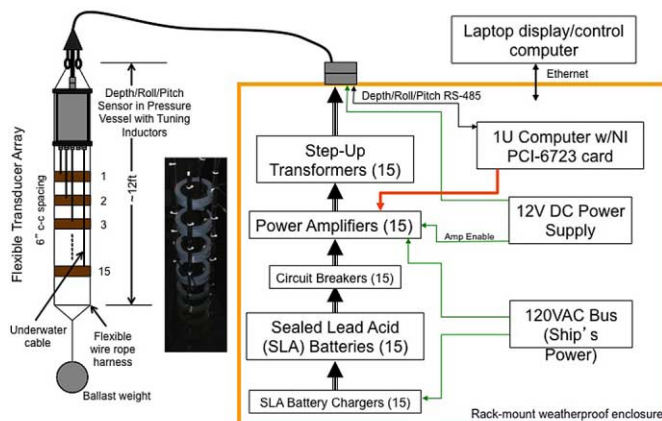 Laptop display/control
computer
Ethernet
Depth/Roll/Pitch
Sensor in Pressure
Vessel with Tuning
Inductors
Depth/Roll/Pitch RS-485
1U Computer w/NI
PCI-6723 card
Step-Up
Transformers (15)
Flexible Transducer Array
6" c-c spacing
1
2
3
15
~12ft
Power Amplifiers (15)
Amp Enable
12V DC Power
Supply
Circuit Breakers (15)
Sealed Lead Acid
(SLA) Batteries (15)
120VAC Bus
(Ship's
Power)
Underwater
cable
Flexible
wire rope
harness
Ballast weight
SLA Battery Chargers (15)
Rack-mount weatherproof enclosure